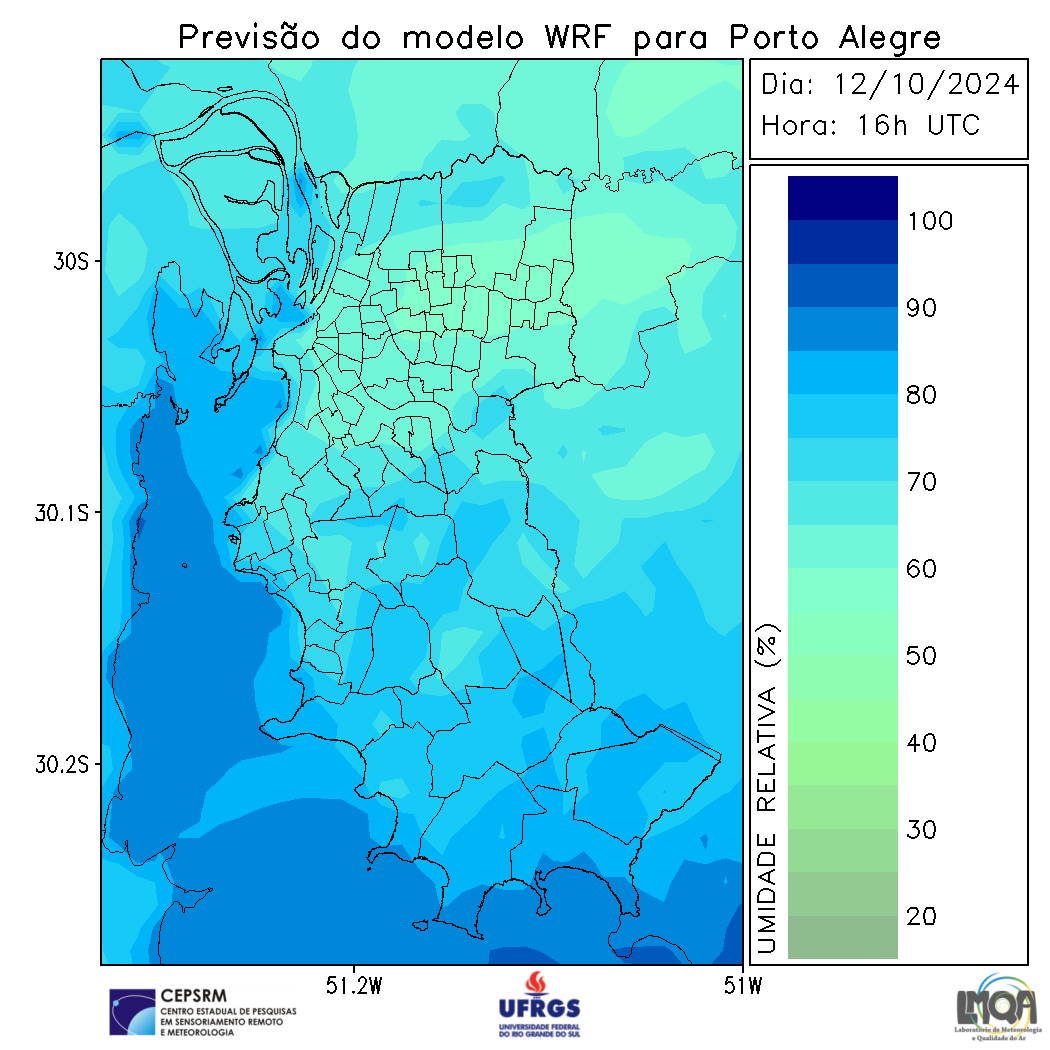 Previsão do modelo WRF para Porto Alegre
Dia: 12/10/2024
Hora: 16h UTC
100
90
80
70
60
50
40
30
20
UMIDADE RELATIVA (%)
30S
30.1S
30.2S
51.2W
51W
CEPSRM
CENTRO ESTADUAL DE PESQUISAS
EM SENSORIAMENTO REMOTO
E METEOROLOGIA
UFRGS
UNIVERSIDADE FEDERAL
DO RIO GRANDE DO SUL
LMQA
Laboratório de Meteorologia
e Qualidade do Ar